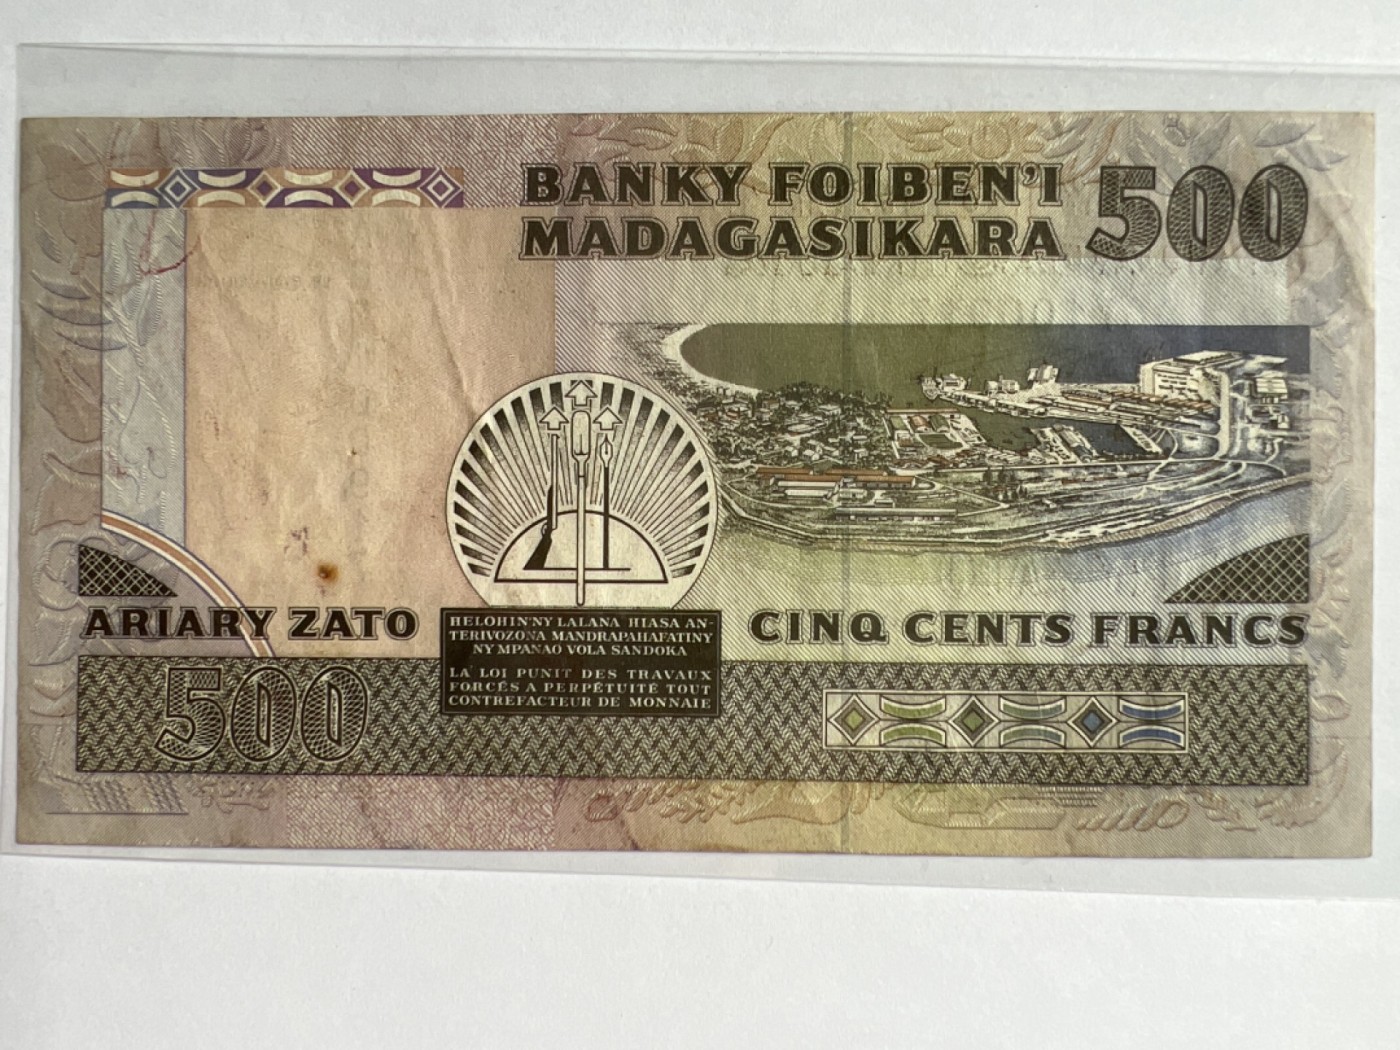 BANKY FOIBEN'I
MADAGASIKARA
500
ARIARY ZATO
CINQ CENTS FRANCS
HELOHIN'NY LALANA HIASA AN-
TERIVOZONA MANDRAPAHAFATINY
NY MPANAO VOLA SANDOKA
LA LOI PUNIT DES TRAVAUX
FORCÉS A PERPÉTUITÉ TOUT
CONTREFACTEUR DE MONNAIE
500